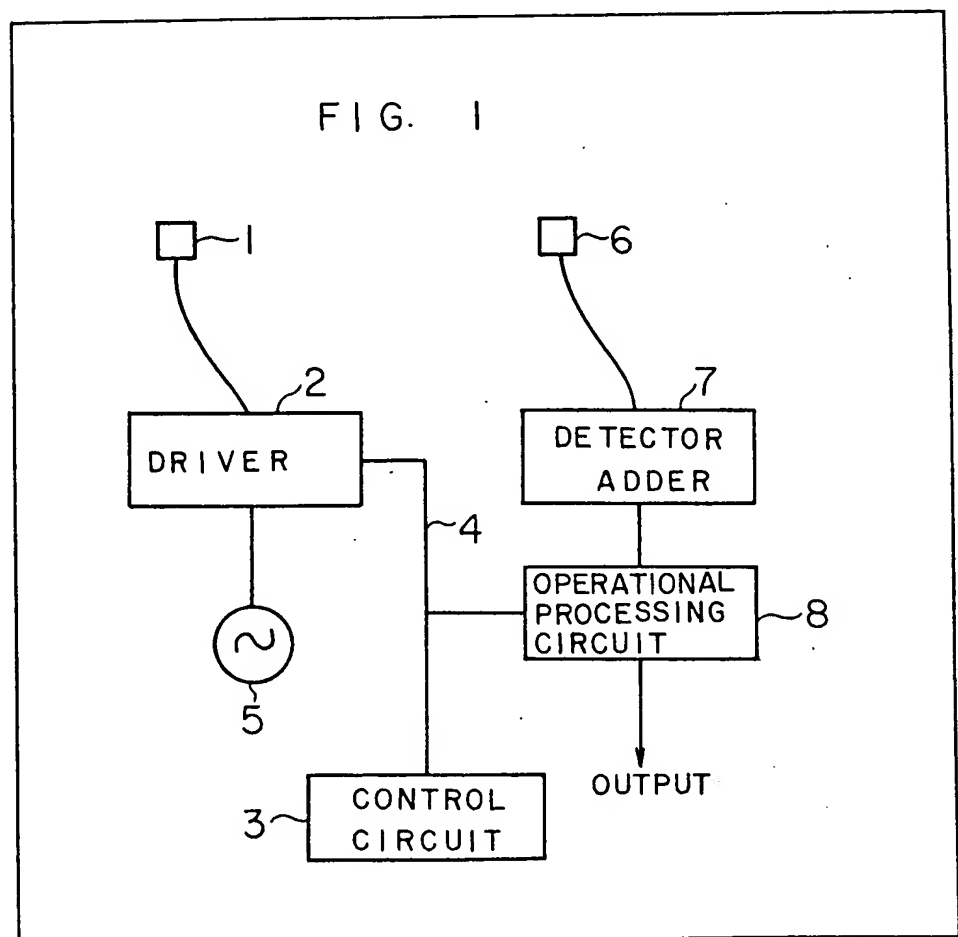 FIG. 1
1
6
2
7
DRIVER
DETECTOR
ADDER
4
OPERATIONAL
PROCESSING
CIRCUIT
8
5
OUTPUT
3
CONTROL
CIRCUIT